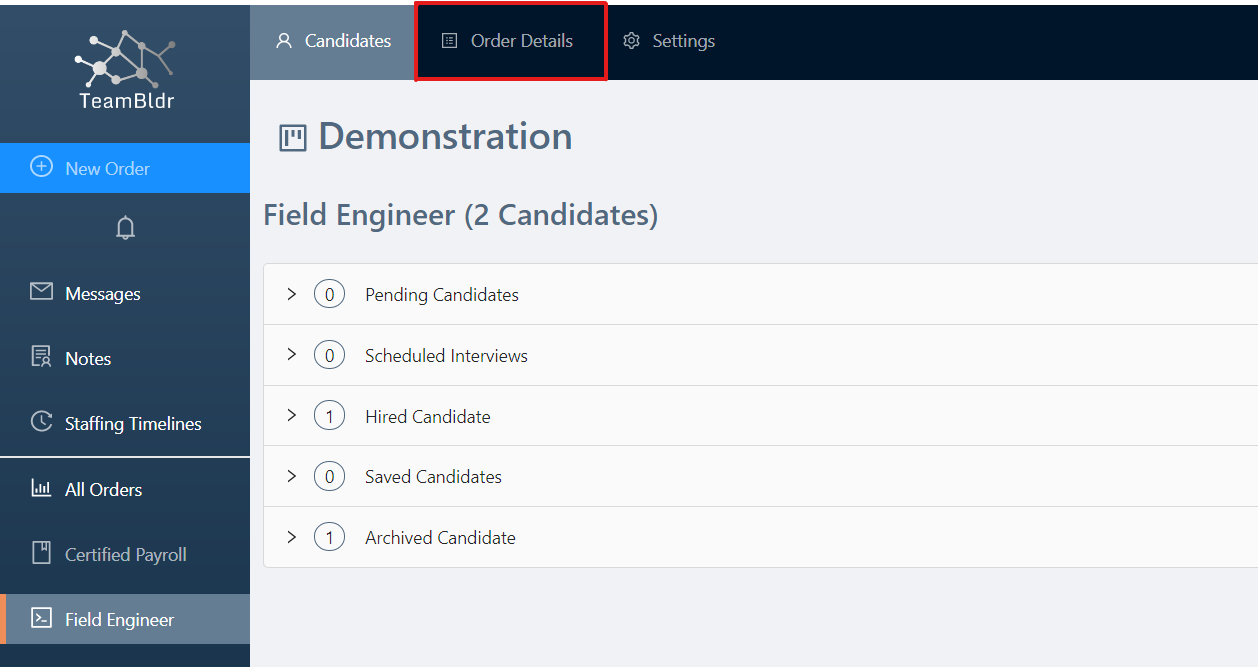 TeamBldr
New Order
Messages
Notes
Staffing Timelines
All Orders
Certified Payroll
Field Engineer
Candidates
Order Details
Settings
Demonstration
Field Engineer (2 Candidates)
0 Pending Candidates
0 Scheduled Interviews
1 Hired Candidate
0 Saved Candidates
1 Archived Candidate